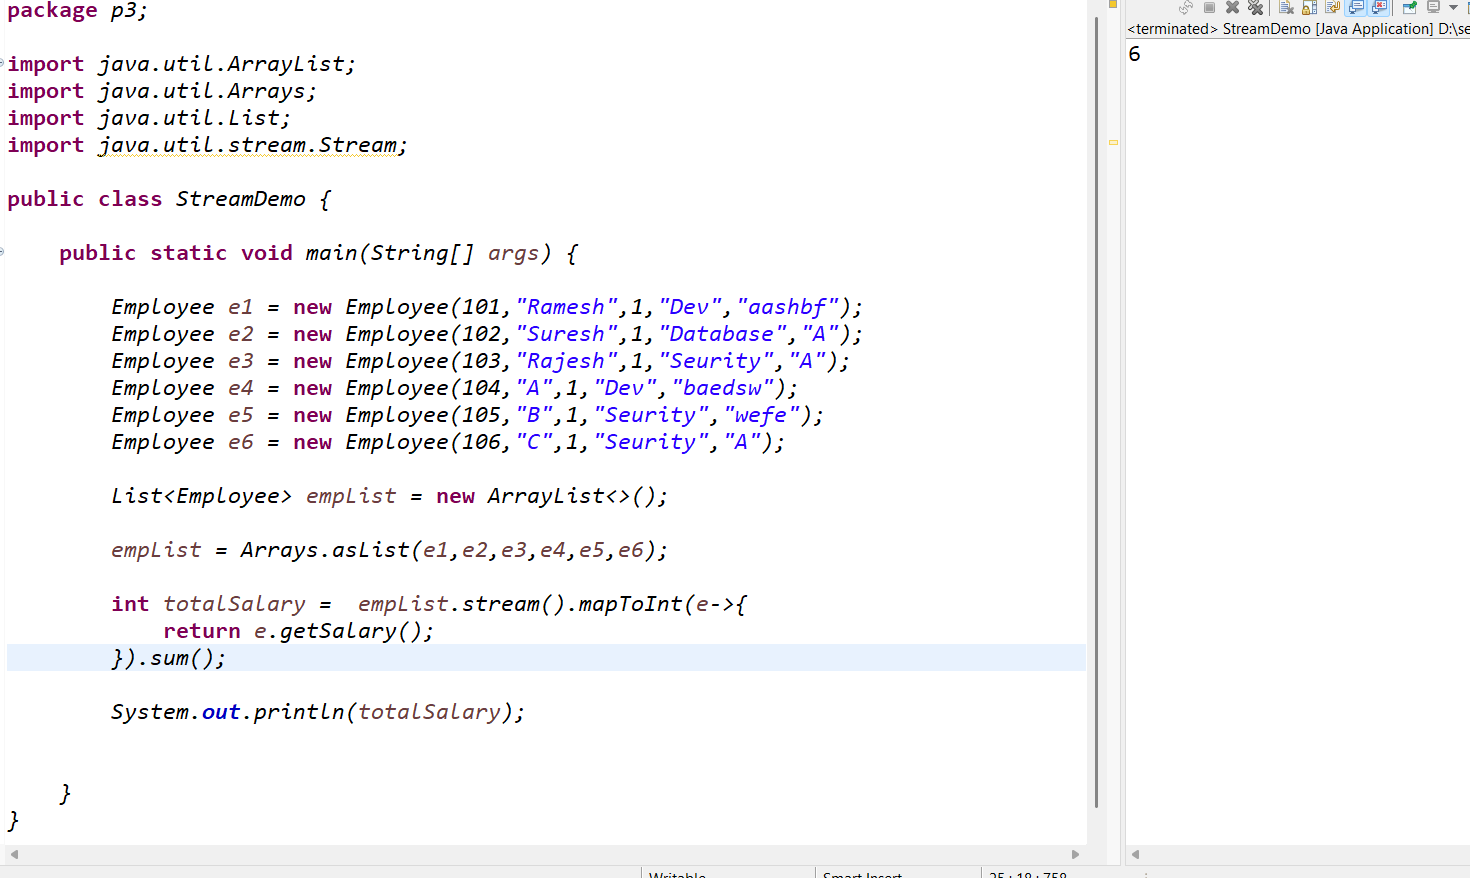 package p3;
import java.util.ArrayList;
import java.util.Arrays;
import java.util.List;
import java.util.stream.Stream;
public class StreamDemo {
public static void main(String[] args) {
Employee e1 = new Employee(101,"Ramesh",1,"Dev","aashbf");
Employee e2 = new Employee(102,"Suresh",1,"Database","A");
Employee e3 = new Employee(103,"Rajesh",1,"Seurity","A");
Employee e4 = new Employee(104,"A",1,"Dev","baedsw");
Employee e5 = new Employee(105,"B",1,"Seurity","wefe");
Employee e6 = new Employee(106,"C",1,"Seurity","A");
List<Employee> empList = new ArrayList<>();
empList = Arrays.asList(e1,e2,e3,e4,e5,e6);
int totalSalary =  empList.stream().mapToInt(e->{
return e.getSalary();
}).sum();
System.out.println(totalSalary);
}
}
<terminated> StreamDemo [Java Application] D:\se
6
Writable
Smart Insert
25 : 18 : 758